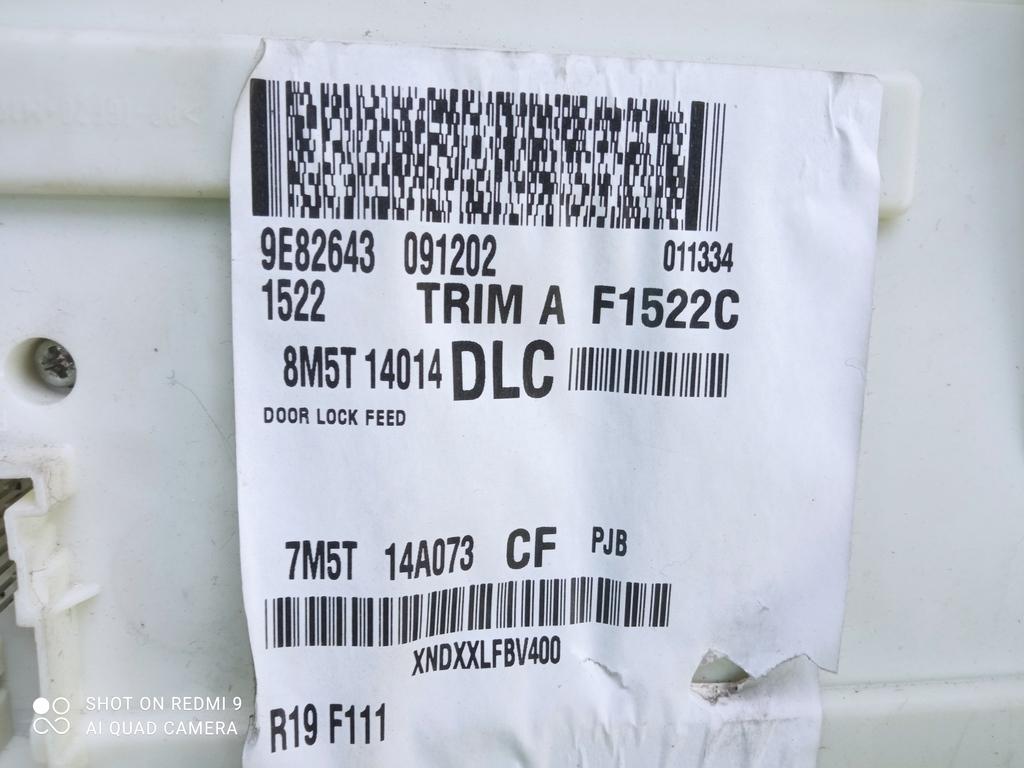 9E82643 091202 011334
1522 TRIM A F1522C
8M5T 14014 DLC
DOOR LOCK FEED
7M5T 14A073 CF PJB
XNDXXLFBV400
R19 F111
SHOT ON REDMI 9
AI QUAD CAMERA